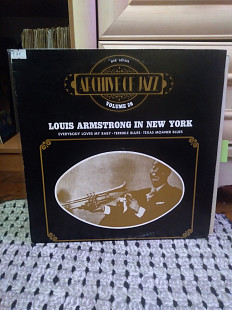 ARCHIVE OF JAZZ
VOLUME 28
LOUIS ARMSTRONG IN NEW YORK
EVERYBODY LOVES MY BABY • TERRIBLE BLUES • TEXAS MOANER BLUES